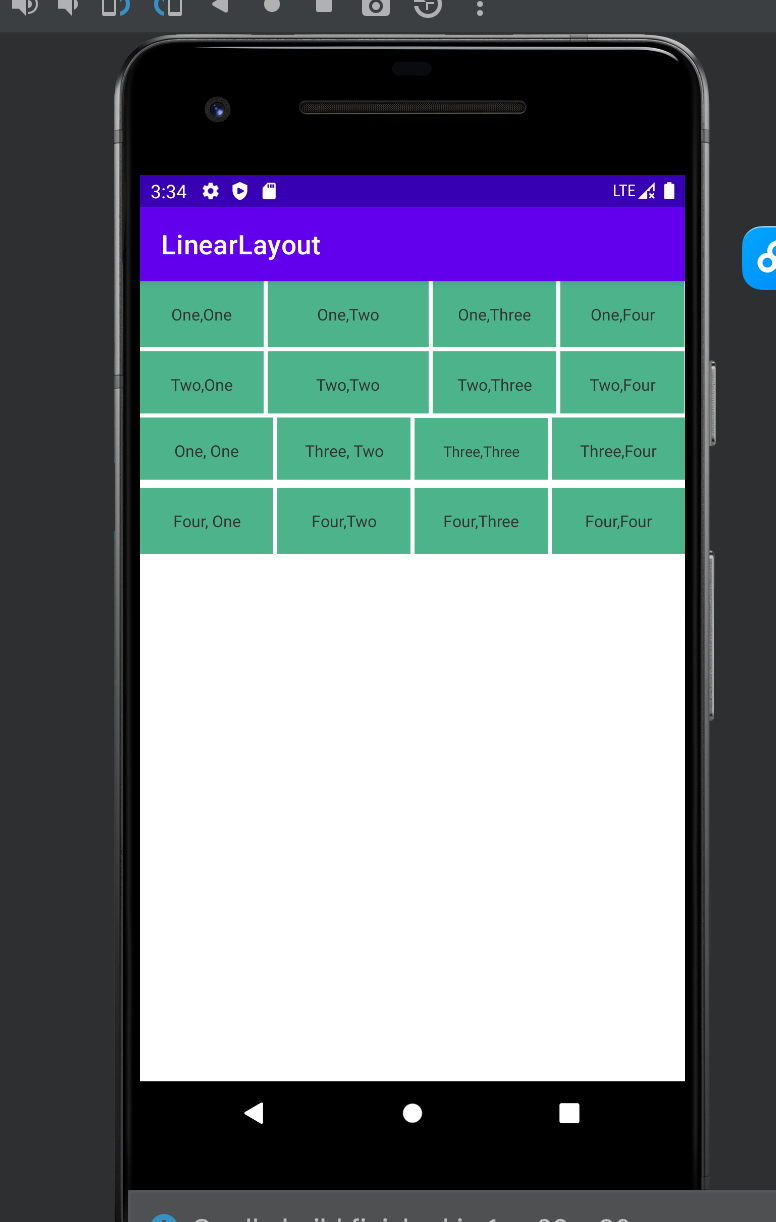 3:34 LTE
LinearLayout
One,One One,Two One,Three One,Four
Two,One Two,Two Two,Three Two,Four
One, One Three, Two Three,Three Three,Four
Four, One Four,Two Four,Three Four,Four